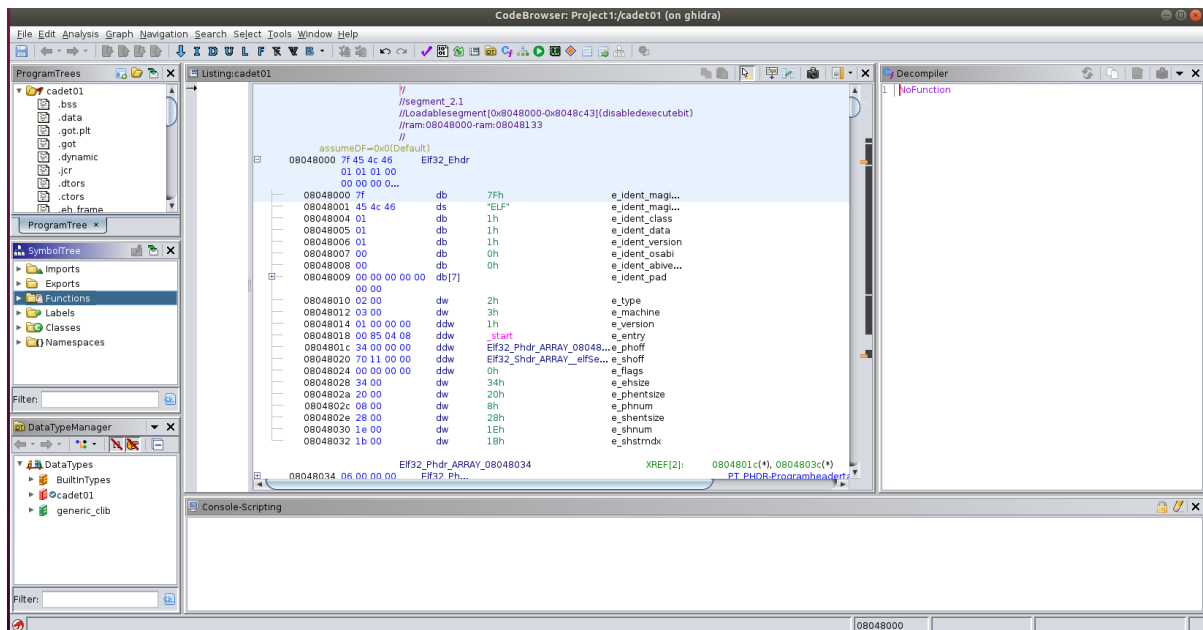 CodeBrowser: Project1:/cadet01 (on ghidra)
File Edit Analysis Graph Navigation Search Select Tools Window Help
I D U L F B
ProgramTrees
cadet01
.bss
.data
.got.plt
.got
.dynamic
.jcr
.dtors
.ctors
.eh_frame
ProgramTree ×
SymbolTree
Imports
Exports
Functions
Labels
Classes
Namespaces
Filter:
DataTypeManager
DataTypes
BuiltInTypes
cadet01
generic_clib
Filter:
Listing:cadet01
//
//segment_2.1
//Loadablesegment[0x8048000-0x8048c43](disabledexecutebit)
//ram:08048000-ram:08048133
//
assumeDF=0x0(Default)
08048000 7f 45 4c 46 Elf32_Ehdr
01 01 01 00
00 00 00 0...
08048000 7f db 7Fh e_ident_magi...
08048001 45 4c 46 ds "ELF" e_ident_magi...
08048004 01 db 1h e_ident_class
08048005 01 db 1h e_ident_data
08048006 01 db 1h e_ident_version
08048007 00 db 0h e_ident_osabi
08048008 00 db 0h e_ident_abive...
08048009 00 00 00 00 00 db[7] e_ident_pad
00 00
08048010 02 00 dw 2h e_type
08048012 03 00 dw 3h e_machine
08048014 01 00 00 00 ddw 1h e_version
08048018 00 85 04 08 ddw _start e_entry
0804801c 34 00 00 00 ddw Elf32_Phdr_ARRAY_08048... e_phoff
08048020 70 11 00 00 ddw Elf32_Shdr_ARRAY__elfSe... e_shoff
08048024 00 00 00 00 ddw 0h e_flags
08048028 34 00 dw 34h e_ehsize
0804802a 20 00 dw 20h e_phentsize
0804802c 08 00 dw 8h e_phnum
0804802e 28 00 dw 28h e_shentsize
08048030 1e 00 dw 1Eh e_shnum
08048032 1b 00 dw 1Bh e_shstrndx
Elf32_Phdr_ARRAY_08048034 XREF[2]: 0804801c(*), 0804803c(*)
08048034 06 00 00 00 Elf32_Ph... PT_PHDR-Programheaderta
Decompiler
1 NoFunction
Console-Scripting
08048000